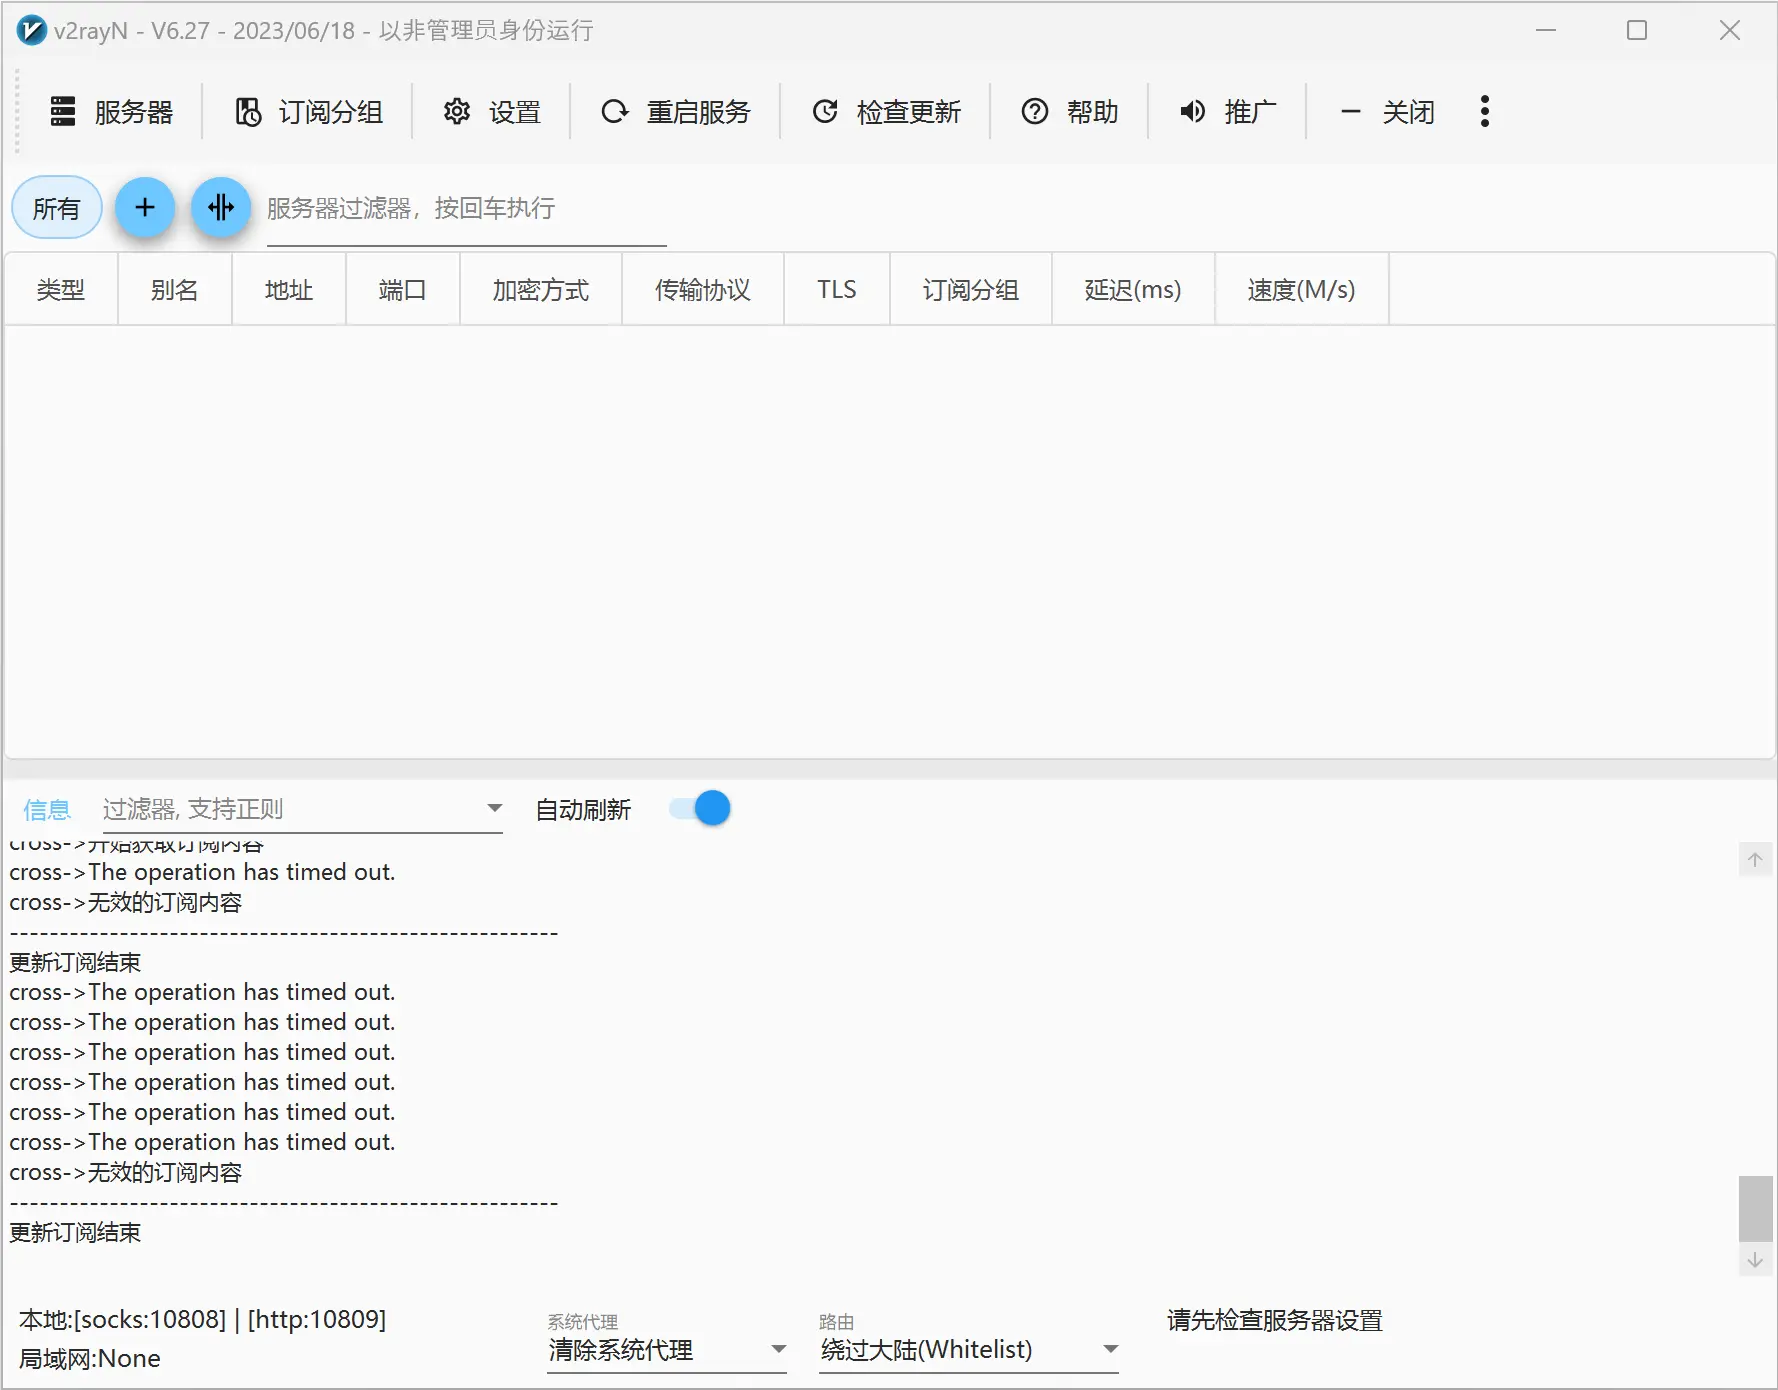 v2rayN - V6.27 - 2023/06/18 - 以非管理员身份运行
服务器 订阅分组 设置 重启服务 检查更新 帮助 推广 关闭
所有 服务器过滤器，按回车执行
类型 别名 地址 端口 加密方式 传输协议 TLS 订阅分组 延迟(ms) 速度(M/s)
信息 过滤器, 支持正则 自动刷新
cross->开始获取订阅内容
cross->The operation has timed out.
cross->无效的订阅内容
-------------------------------------------------------
更新订阅结束
cross->The operation has timed out.
cross->The operation has timed out.
cross->The operation has timed out.
cross->The operation has timed out.
cross->The operation has timed out.
cross->The operation has timed out.
cross->无效的订阅内容
-------------------------------------------------------
更新订阅结束
本地:[socks:10808] | [http:10809]
局域网:None
系统代理
清除系统代理
路由
绕过大陆(Whitelist)
请先检查服务器设置